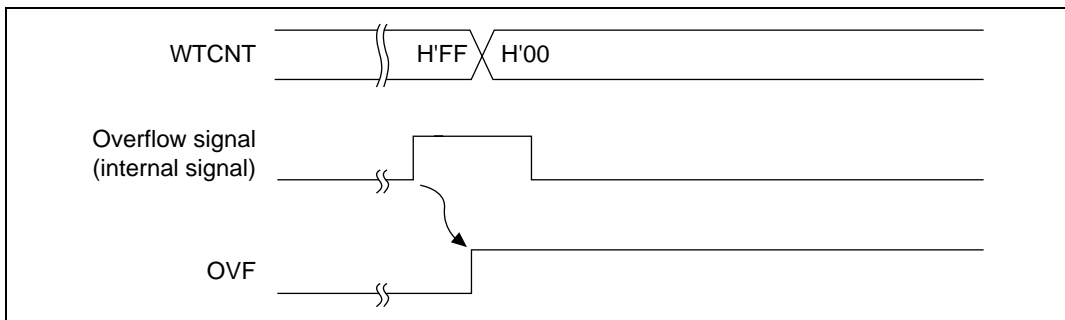 WTCNT
H'FF H'00
Overflow signal
(internal signal)
OVF